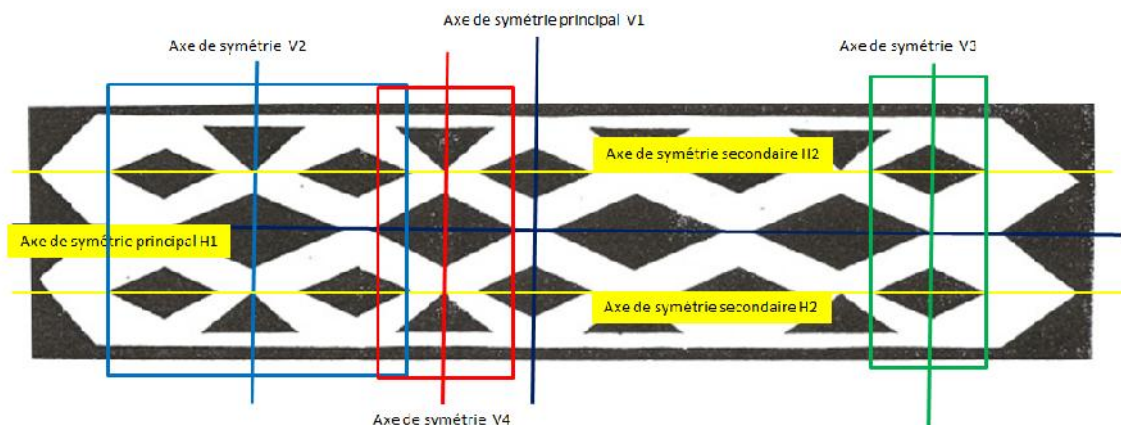 Axe de symétrie principal V1
Axe de symétrie V2
Axe de symétrie V3
Axe de symétrie secondaire H2
Axe de symétrie principal H1
Axe de symétrie secondaire H2
Axe de symétrie V4